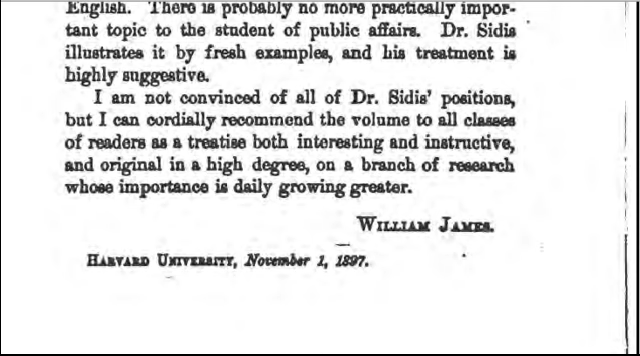 English. There is probably no more practically impor-
tant topic to the student of public affairs. Dr. Sidis
illustrates it by fresh examples, and his treatment is
highly suggestive.
I am not convinced of all of Dr. Sidis' positions,
but I can cordially recommend the volume to all classes
of readers as a treatise both interesting and instructive,
and original in a high degree, on a branch of research
whose importance is daily growing greater.
WILLIAM JAMES.
HARVARD UNIVERSITY, November 1, 1897.